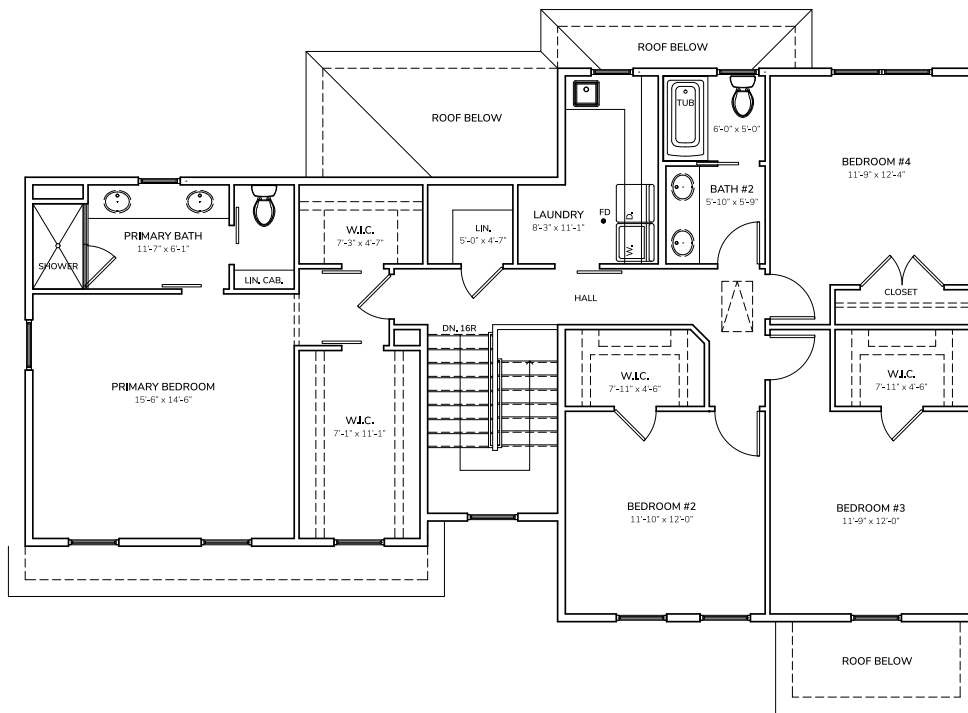 ROOF BELOW
ROOF BELOW
TUB
6'-0" x 5'-0"
BEDROOM #4
11'-9" x 12'-4"
BATH #2
5'-10" x 5'-9"
LAUNDRY
8'-3" x 11'-1"
FD
D.
W.
LIN.
5'-0" x 4'-7"
W.I.C.
7'-3" x 4'-7"
PRIMARY BATH
11'-7" x 6'-1"
SHOWER
LIN. CAB.
HALL
CLOSET
DN. 16R
PRIMARY BEDROOM
15'-6" x 14'-6"
W.I.C.
7'-11" x 4'-6"
W.I.C.
7'-11" x 4'-6"
W.I.C.
7'-1" x 11'-1"
BEDROOM #2
11'-10" x 12'-0"
BEDROOM #3
11'-9" x 12'-0"
ROOF BELOW